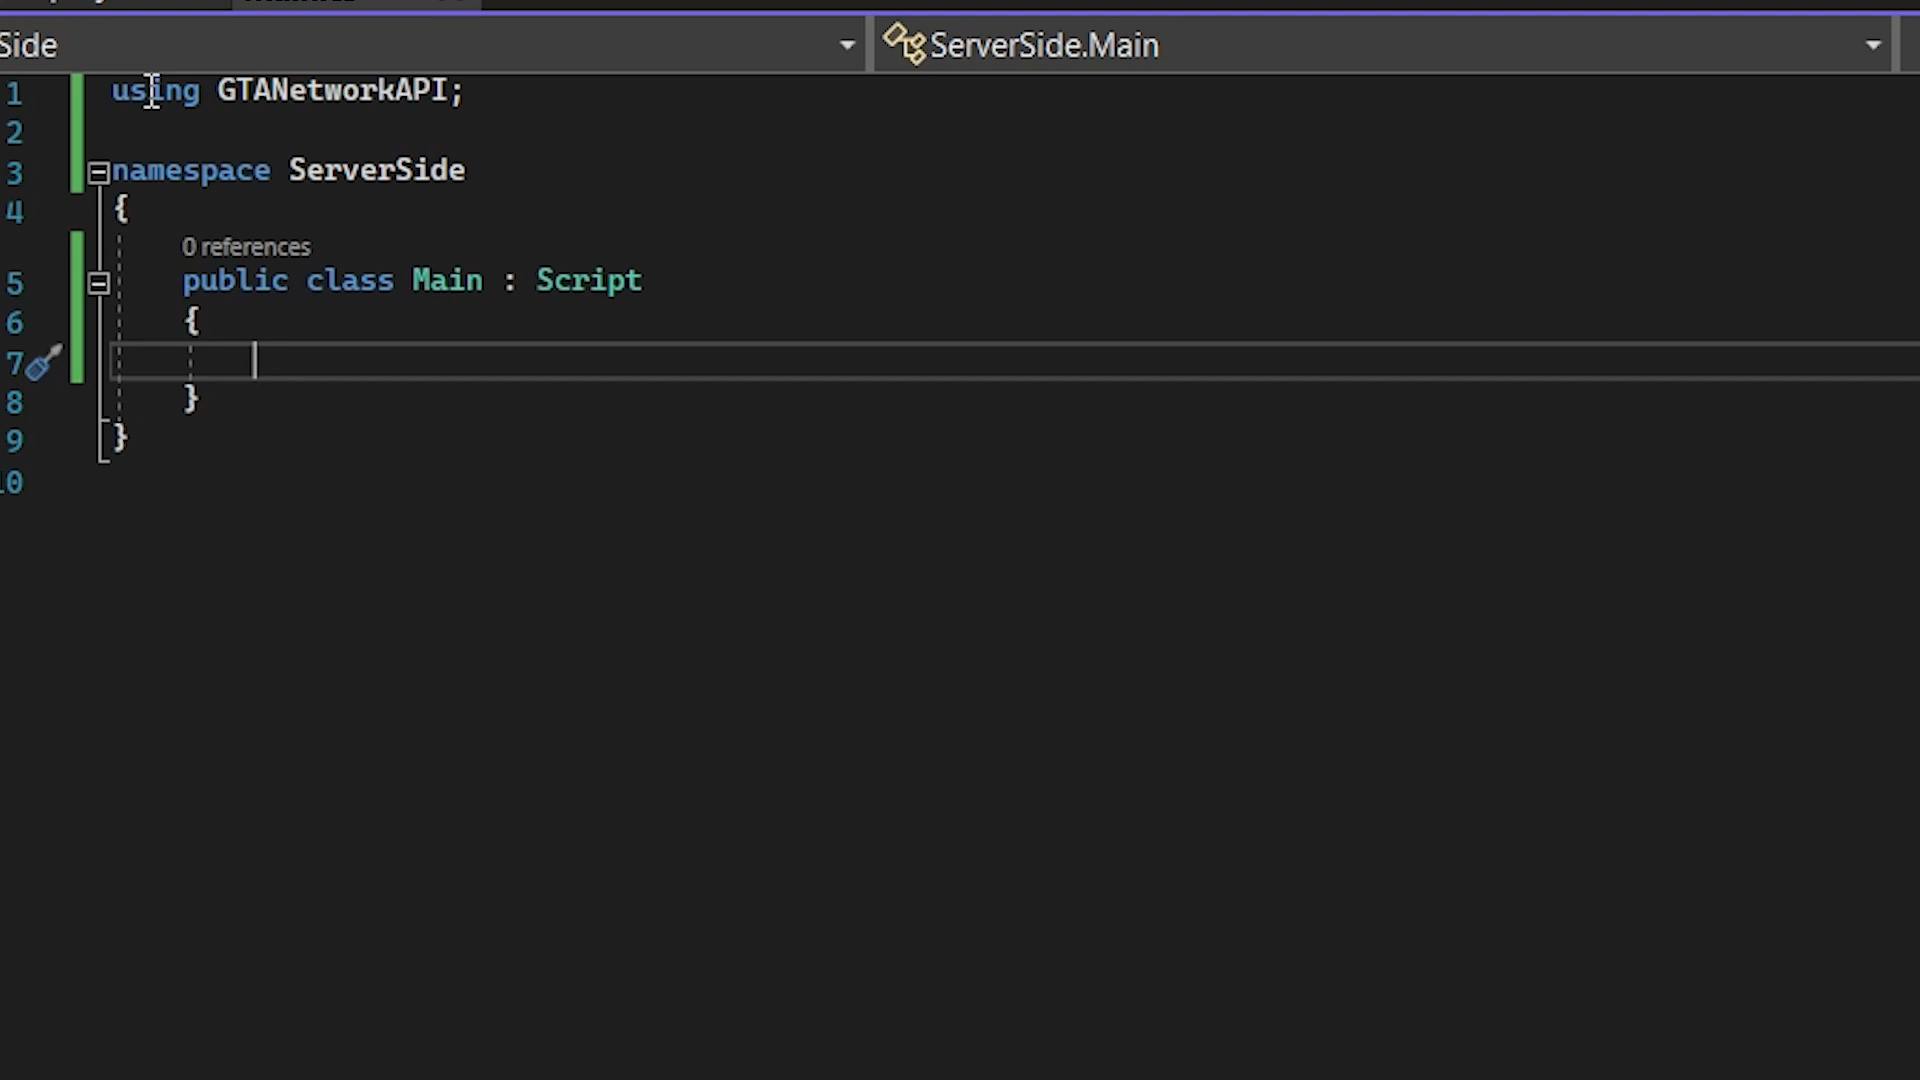 Side
ServerSide.Main
1 using GTANetworkAPI;
2
3 namespace ServerSide
4 {
0 references
5 public class Main : Script
6 {
7
8 }
9 }
10